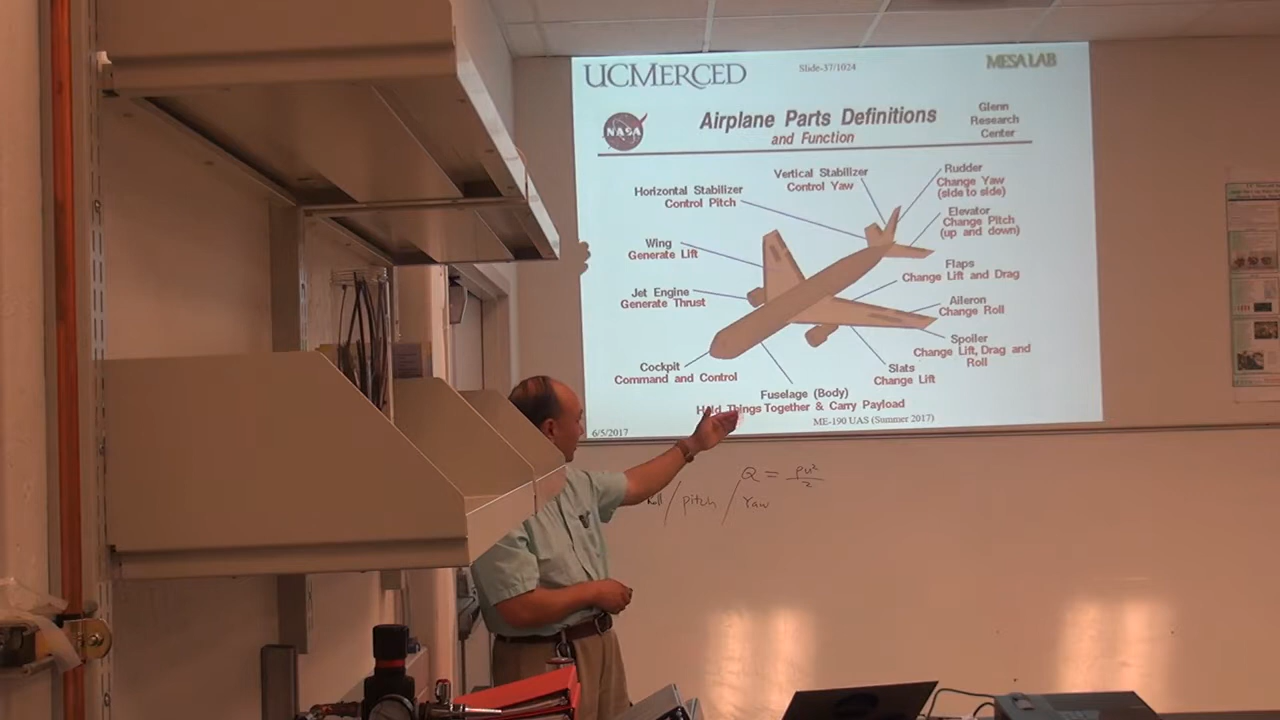 UCMERCED
Slide-37/1024
MESA LAB
NASA
Airplane Parts Definitions
and Function
Glenn
Research
Center
Vertical Stabilizer
Control Yaw
Rudder
Change Yaw
(side to side)
Horizontal Stabilizer
Control Pitch
Elevator
Change Pitch
(up and down)
Wing
Generate Lift
Flaps
Change Lift and Drag
Jet Engine
Generate Thrust
Aileron
Change Roll
Spoiler
Change Lift, Drag and
Roll
Cockpit
Command and Control
Slats
Change Lift
Fuselage (Body)
Hold Things Together & Carry Payload
6/5/2017
ME-190 UAS (Summer 2017)
Q = ρu²/2
Roll / pitch / Yaw